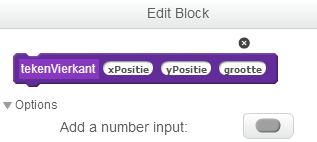 Edit Block
tekenVierkant xPositie yPositie grootte
Options
Add a number input: